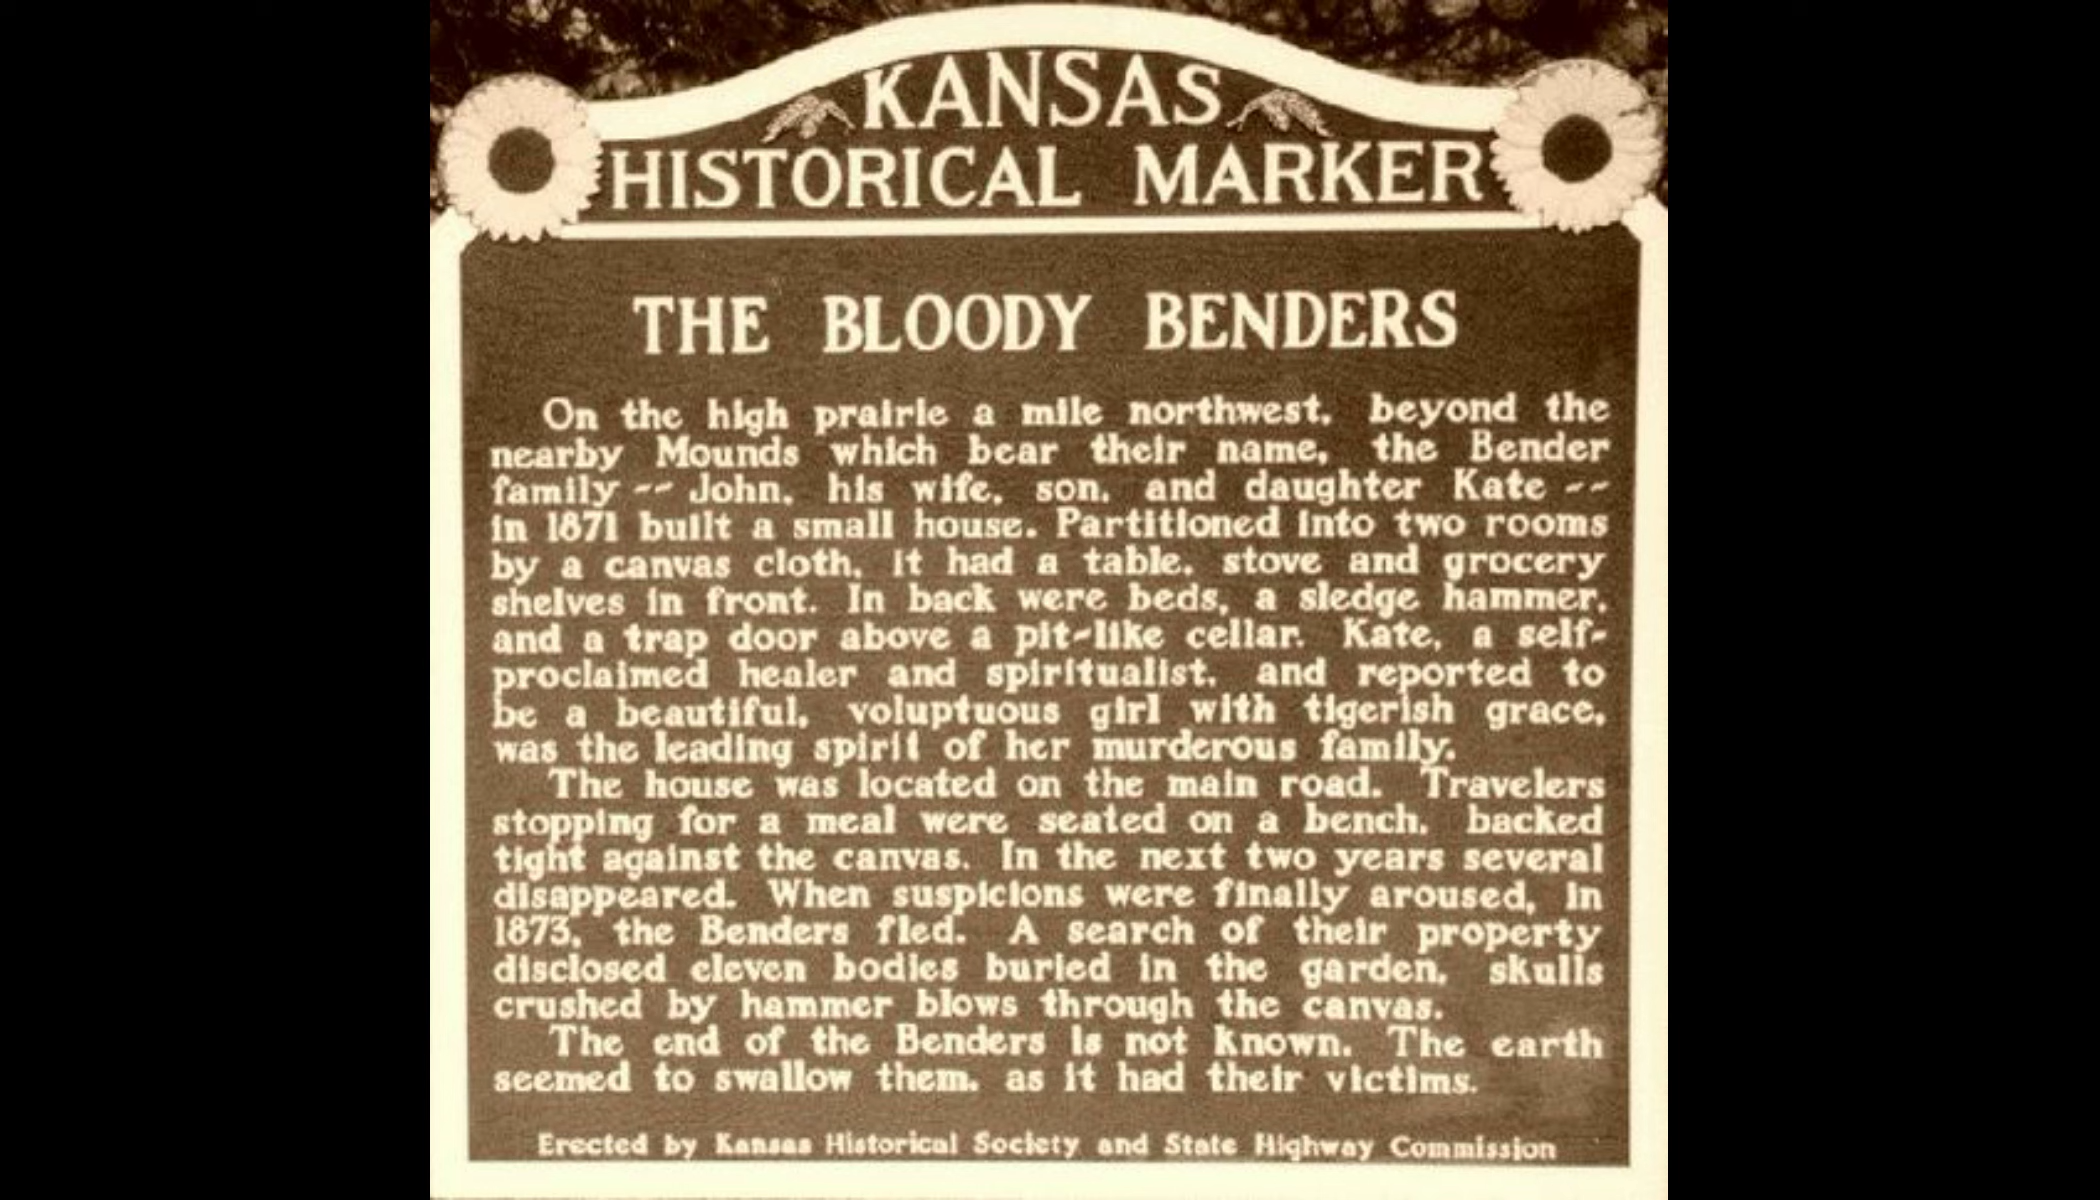 KANSAS
HISTORICAL MARKER
THE BLOODY BENDERS
On the high prairie a mile northwest, beyond the
nearby Mounds which bear their name, the Bender
family -- John, his wife, son, and daughter Kate --
in 1871 built a small house. Partitioned into two rooms
by a canvas cloth, it had a table, stove and grocery
shelves in front. In back were beds, a sledge hammer,
and a trap door above a pit-like cellar. Kate, a self-
proclaimed healer and spiritualist, and reported to
be a beautiful, voluptuous girl with tigerish grace,
was the leading spirit of her murderous family.
The house was located on the main road. Travelers
stopping for a meal were seated on a bench, backed
tight against the canvas. In the next two years several
disappeared. When suspicions were finally aroused, in
1873, the Benders fled. A search of their property
disclosed eleven bodies buried in the garden, skulls
crushed by hammer blows through the canvas.
The end of the Benders is not known. The earth
seemed to swallow them, as it had their victims.
Erected by Kansas Historical Society and State Highway Commission